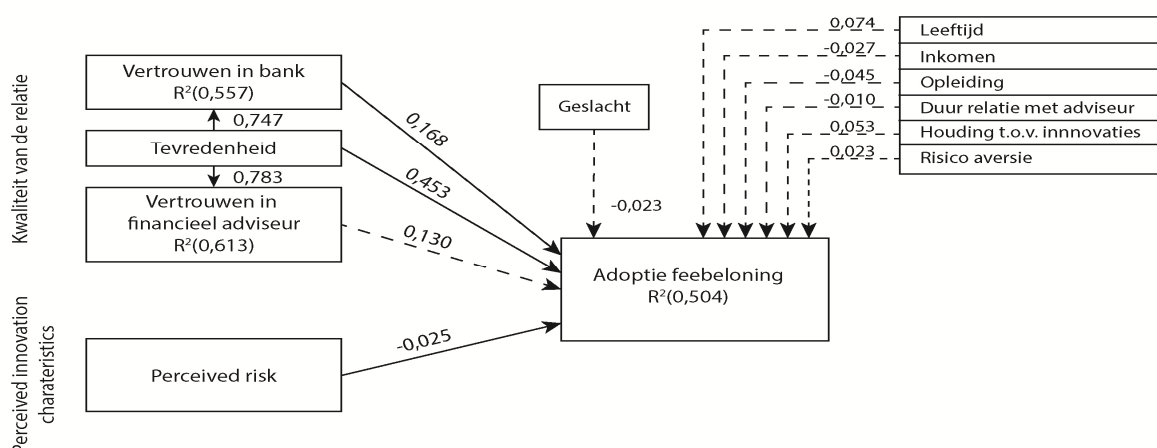 Kwaliteit van de relatie
Vertrouwen in bank
R²(0,557)
0,747
Tevredenheid
0,783
Vertrouwen in
financieel adviseur
R²(0,613)
Perceived innovation
charateristics
Perceived risk
0,168
0,453
0,130
-0,025
Geslacht
-0,023
Adoptie feebeloning
R²(0,504)
0,074
Leeftijd
-0,027
Inkomen
-0,045
Opleiding
-0,010
Duur relatie met adviseur
0,053
Houding t.o.v. innnovaties
0,023
Risico aversie